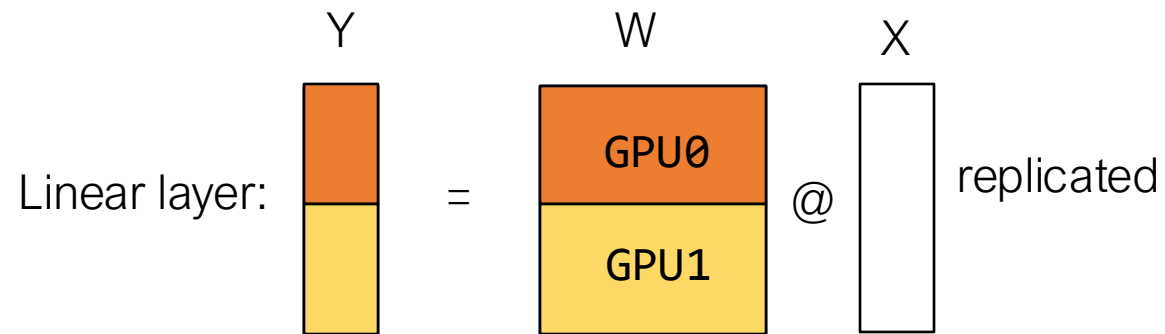 Y W X
GPU0
Linear layer: = @ replicated
GPU1